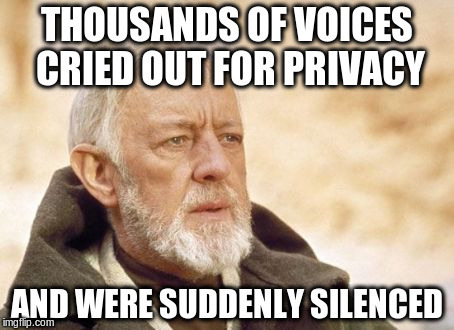 THOUSANDS OF VOICES
CRIED OUT FOR PRIVACY
AND WERE SUDDENLY SILENCED
imgflip.com